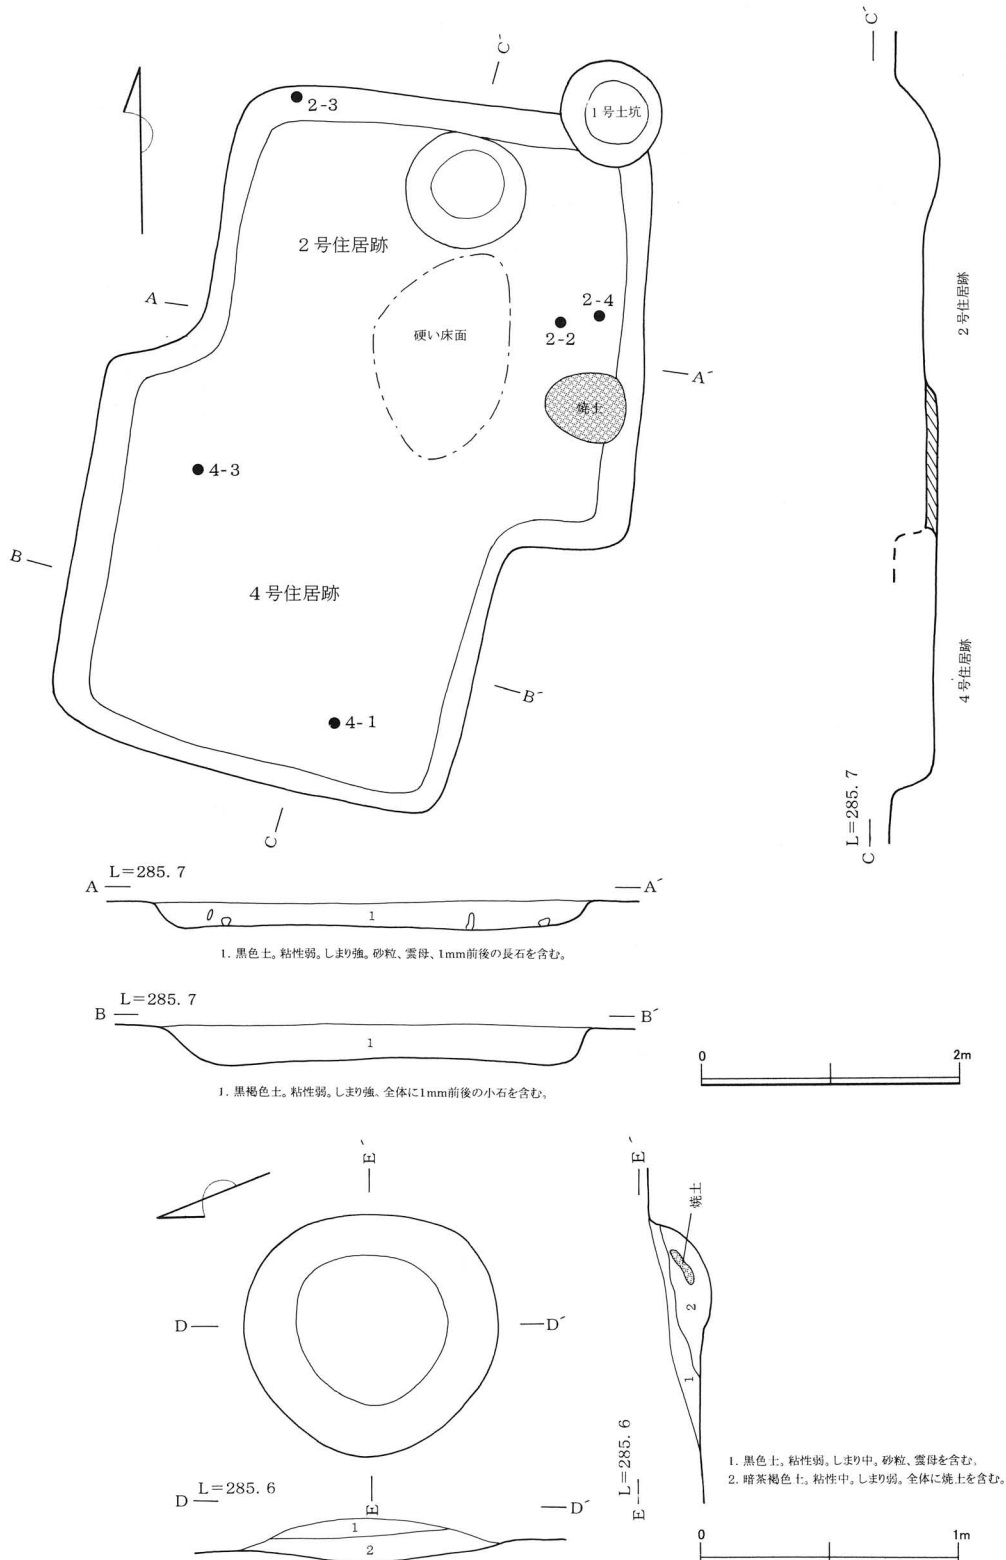 C′
C′
2-3
1号土坑
2号住居跡
2号住居跡
A
2-4
2-2
硬い床面
A′
焼土
4-3
B
4号住居跡
4号住居跡
B′
4-1
C
L=285.7
C
L=285.7
A
A′
1
1. 黒色土。粘性弱。しまり強。砂粒、雲母、1mm前後の長石を含む。
L=285.7
B
B′
1
0
2m
1. 黒褐色土。粘性弱。しまり強。全体に1mm前後の小石を含む。
E′
E′
焼土
D
D′
2
1
L=285.6
E
1. 黒色土。粘性弱。しまり中。砂粒、雲母を含む。
2. 暗茶褐色土。粘性中。しまり弱。全体に焼土を含む。
L=285.6
D
E
D′
1
2
0
1m